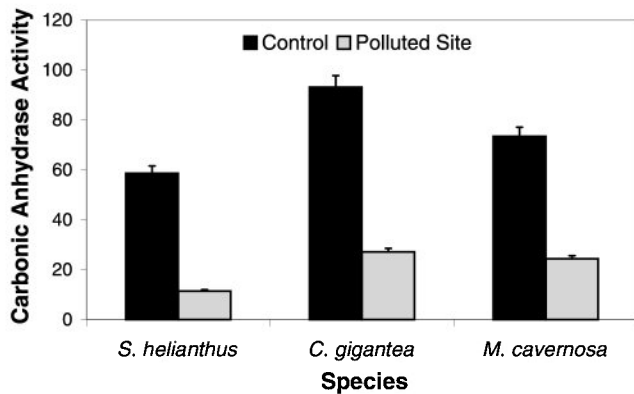 120
100
80
60
40
20
0
Carbonic Anhydrase Activity
Control Polluted Site
S. helianthus C. gigantea M. cavernosa
Species